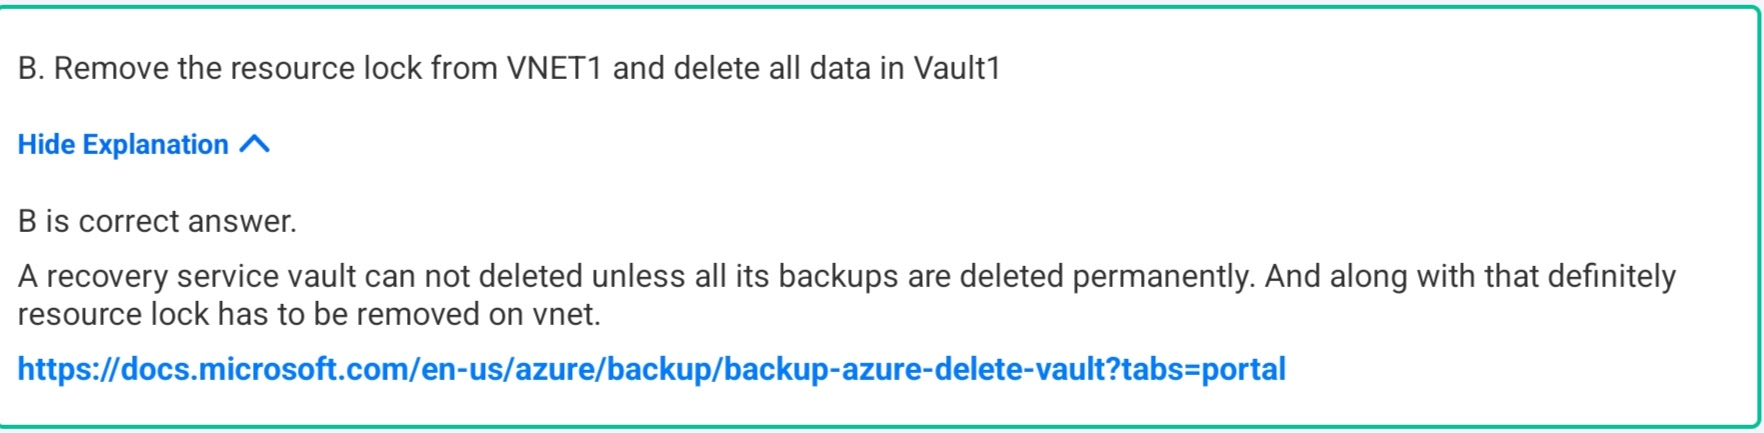 B. Remove the resource lock from VNET1 and delete all data in Vault1
Hide Explanation
B is correct answer.
A recovery service vault can not deleted unless all its backups are deleted permanently. And along with that definitely
resource lock has to be removed on vnet.
https://docs.microsoft.com/en-us/azure/backup/backup-azure-delete-vault?tabs=portal